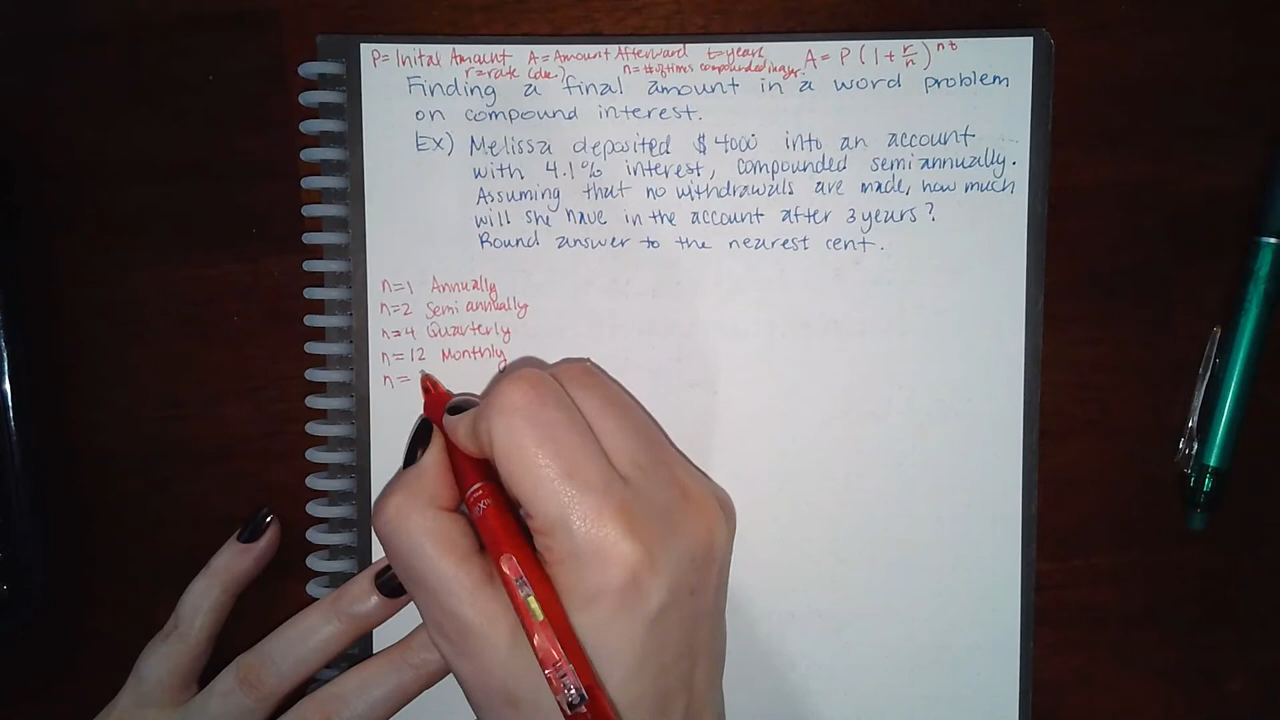 P=Inital Amount A=Amount Afterward t=years A = P(1+r/n)^nt
r=rate (dec.) n=# of times compounded in a yr.
Finding a final amount in a word problem
on compound interest.
Ex) Melissa deposited $4000 into an account
with 4.1% interest, compounded semiannually.
Assuming that no withdrawals are made, how much
will she have in the account after 3 years?
Round answer to the nearest cent.
n=1 Annually
n=2 Semiannually
n=4 Quarterly
n=12 Monthly
n=